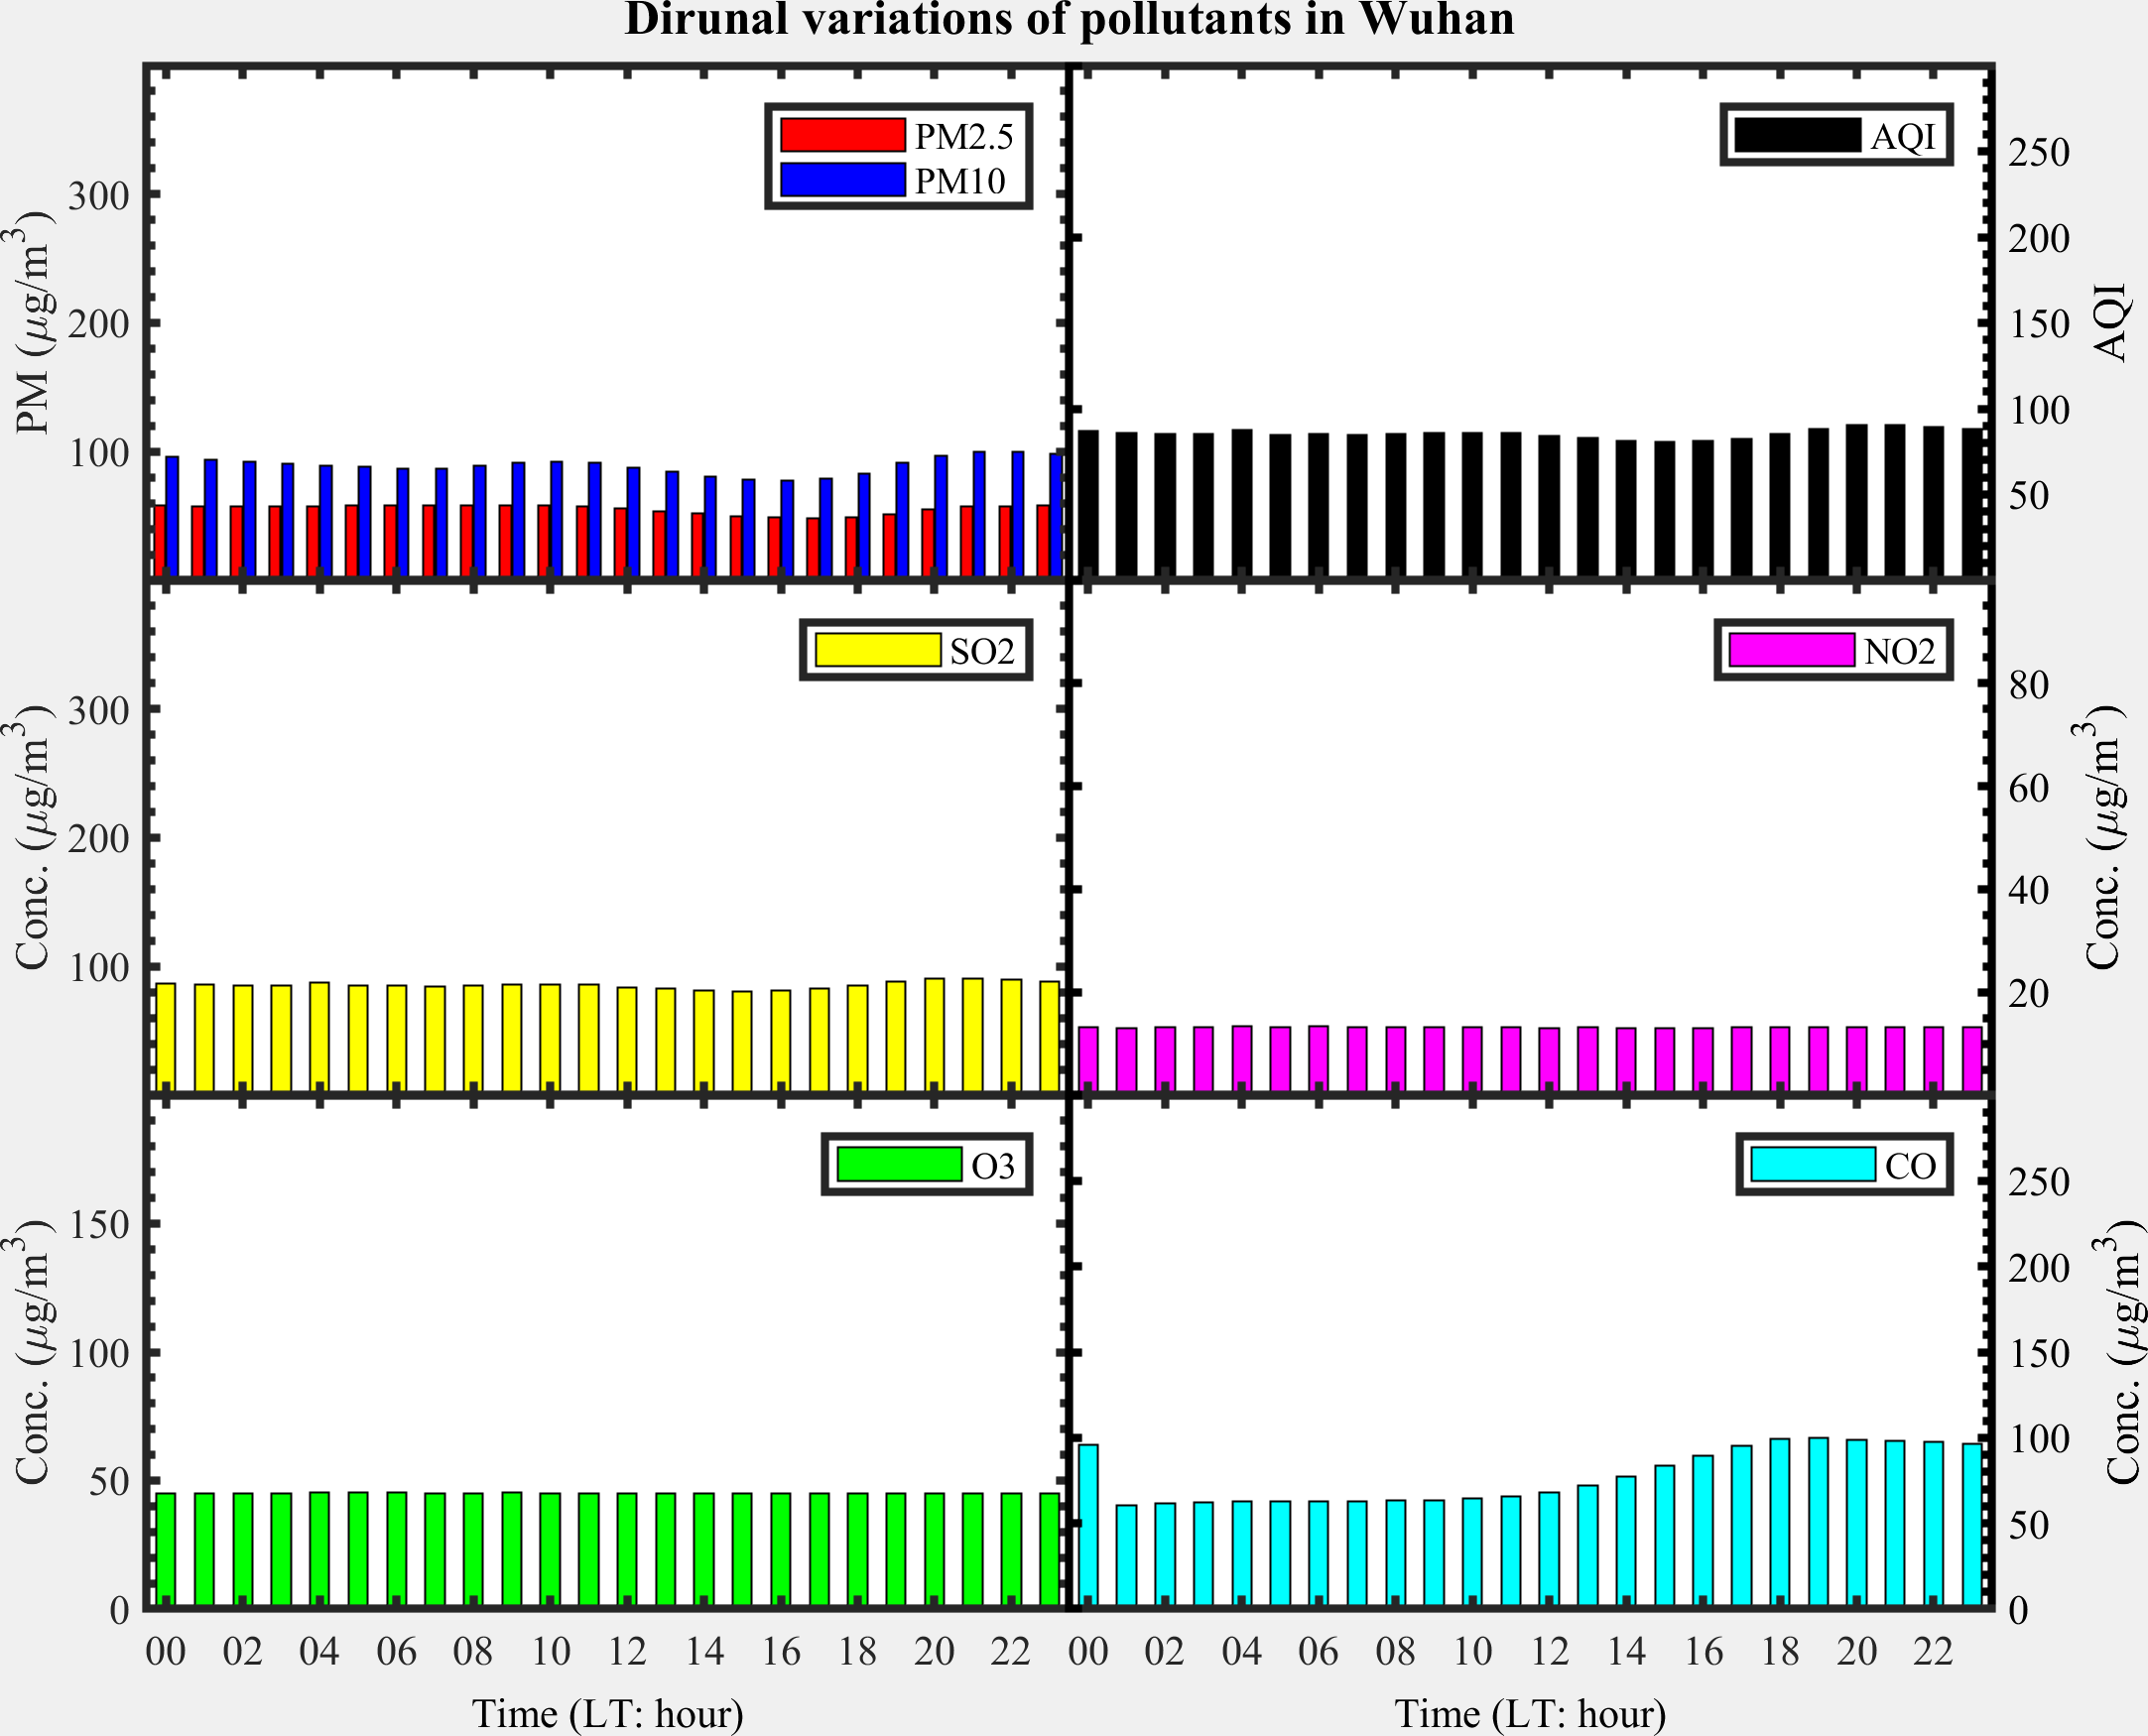 Dirunal variations of pollutants in Wuhan
PM (μg/m³)
300
200
100
PM2.5
PM10
AQI
250
200
150
100
50
AQI
Conc. (μg/m³)
300
200
100
SO2
NO2
80
60
40
20
Conc. (μg/m³)
Conc. (μg/m³)
150
100
50
0
O3
CO
250
200
150
100
50
0
Conc. (μg/m³)
00 02 04 06 08 10 12 14 16 18 20 22
00 02 04 06 08 10 12 14 16 18 20 22
Time (LT: hour)
Time (LT: hour)